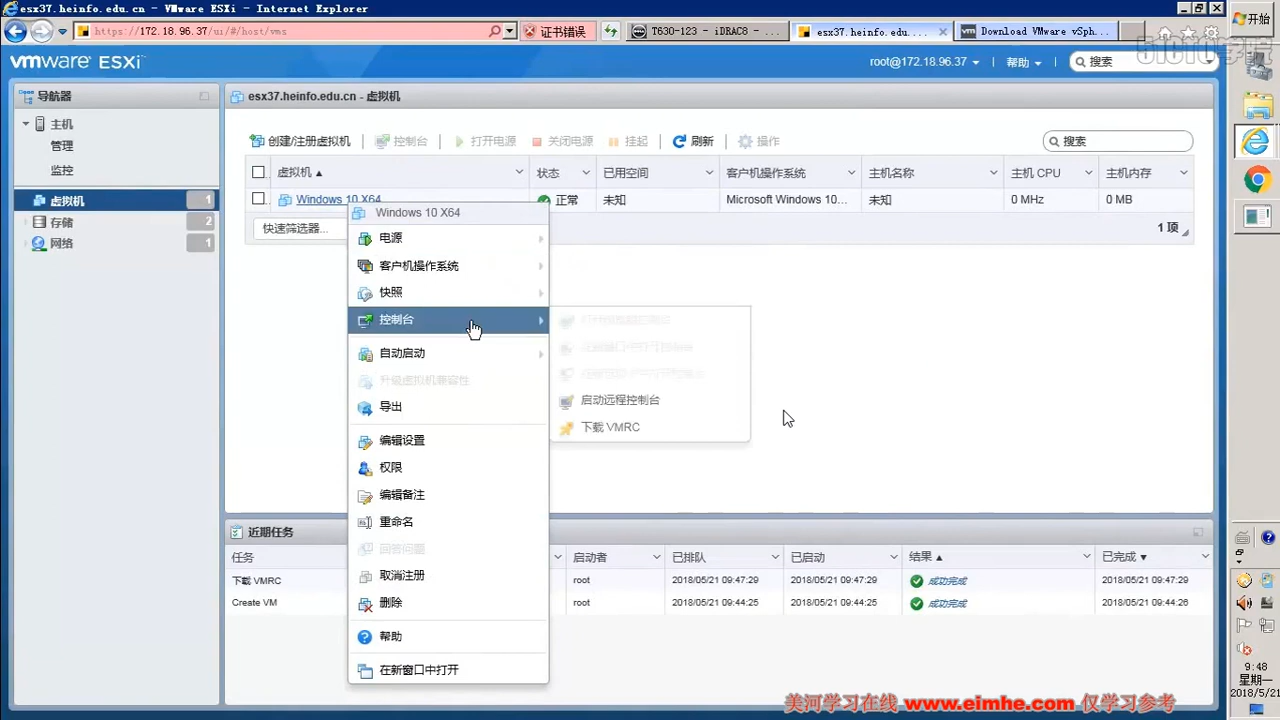 esx37.heinfo.edu.cn - VMware ESXi - Internet Explorer
https://172.18.96.37/ui/#/host/vms
证书错误
T630-123 - iDRAC8 - ...
esx37.heinfo.edu....
Download VMware vSph...
开始
51CTO学院
vmware ESXi
root@172.18.96.37
帮助
搜索
导航器
主机
管理
监控
虚拟机 1
存储 2
网络 1
esx37.heinfo.edu.cn - 虚拟机
创建/注册虚拟机 控制台 打开电源 关闭电源 挂起 刷新 操作
搜索
虚拟机 状态 已用空间 客户机操作系统 主机名称 主机 CPU 主机内存
Windows 10 X64 正常 未知 Microsoft Windows 10... 未知 0 MHz 0 MB
快速筛选器...
1 项
Windows 10 X64
电源
客户机操作系统
快照
控制台
自动启动
升级虚拟机兼容性
导出
编辑设置
权限
编辑备注
重命名
回答问题
取消注册
删除
帮助
在新窗口中打开
启动远程控制台
下载 VMRC
近期任务
任务 启动者 已排队 已启动 结果 已完成
下载 VMRC root 2018/05/21 09:47:29 2018/05/21 09:47:29 成功完成 2018/05/21 09:47:29
Create VM root 2018/05/21 09:44:25 2018/05/21 09:44:25 成功完成 2018/05/21 09:44:26
9:48
星期一
2018/5/21
美河学习在线 www.eimhe.com 仅学习参考